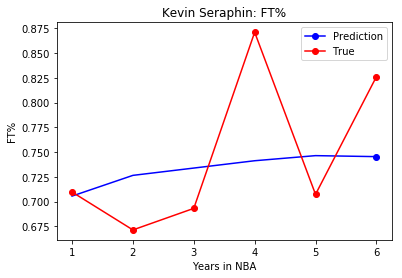 Kevin Seraphin: FT%
Prediction
True
0.875
0.850
0.825
0.800
0.775
0.750
0.725
0.700
0.675
FT%
1 2 3 4 5 6
Years in NBA